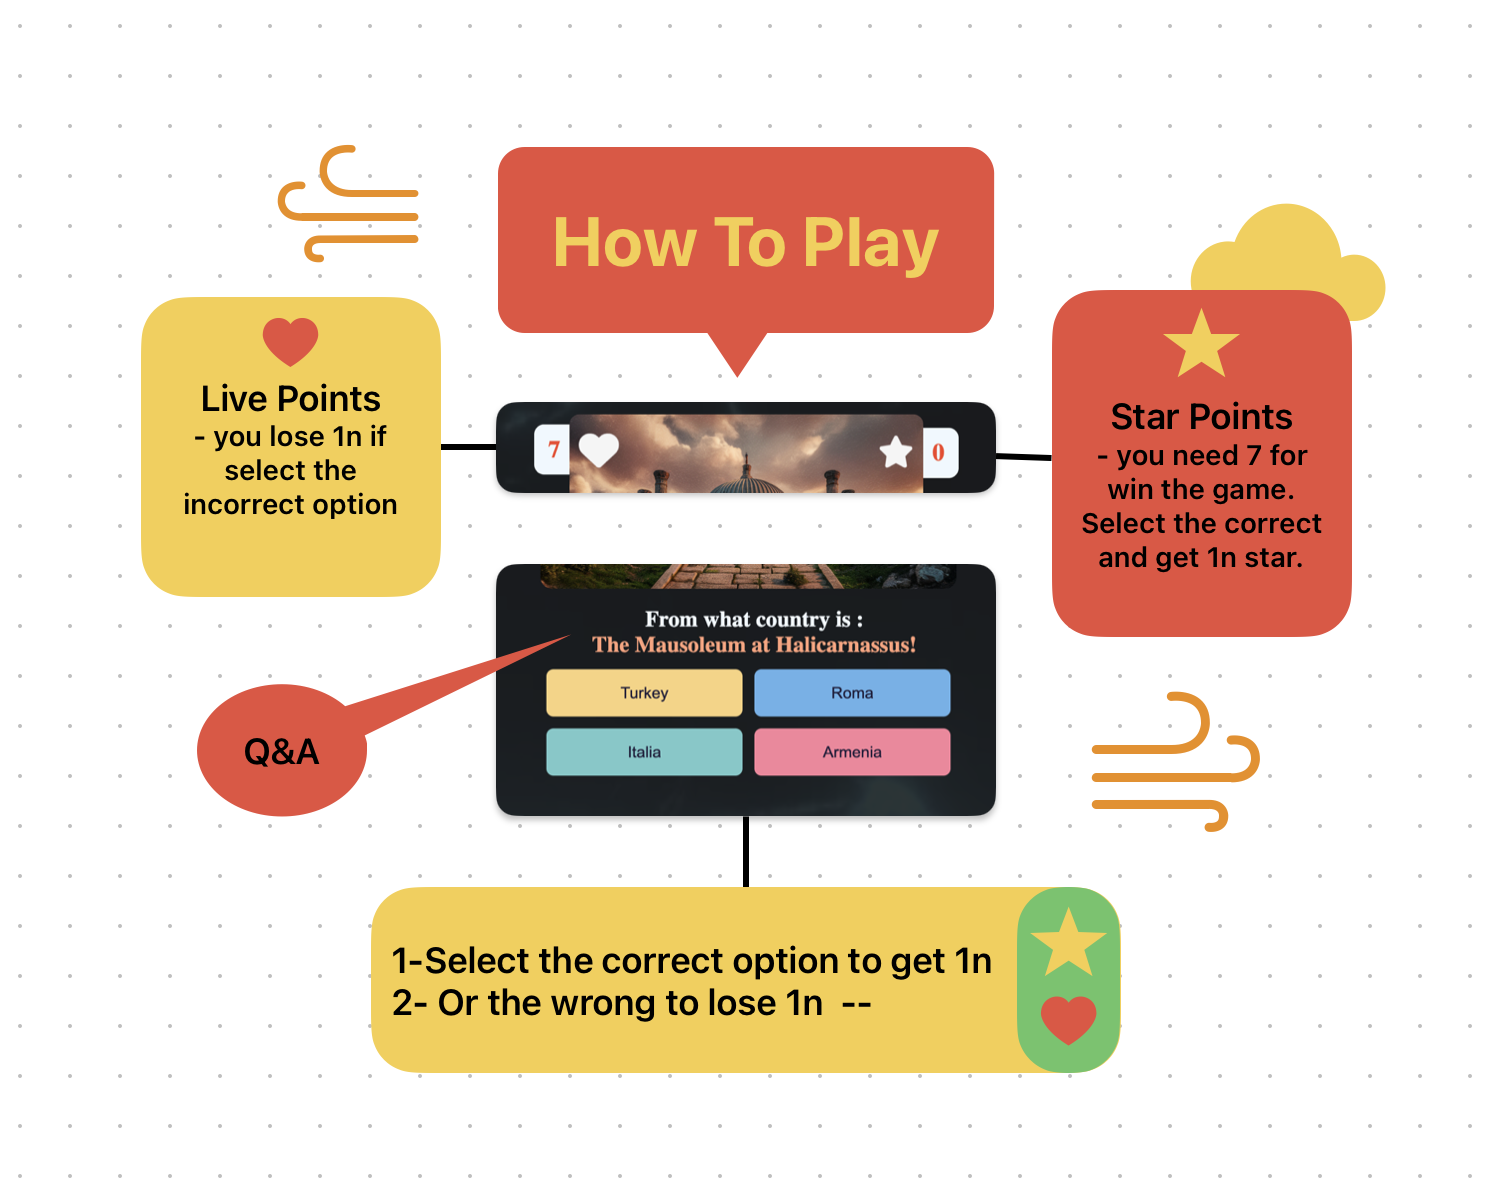 How To Play
Live Points
- you lose 1n if
select the
incorrect option
7
0
Star Points
- you need 7 for
win the game.
Select the correct
and get 1n star.
From what country is :
The Mausoleum at Halicarnassus!
Turkey
Roma
Italia
Armenia
Q&A
1-Select the correct option to get 1n
2- Or the wrong to lose 1n --